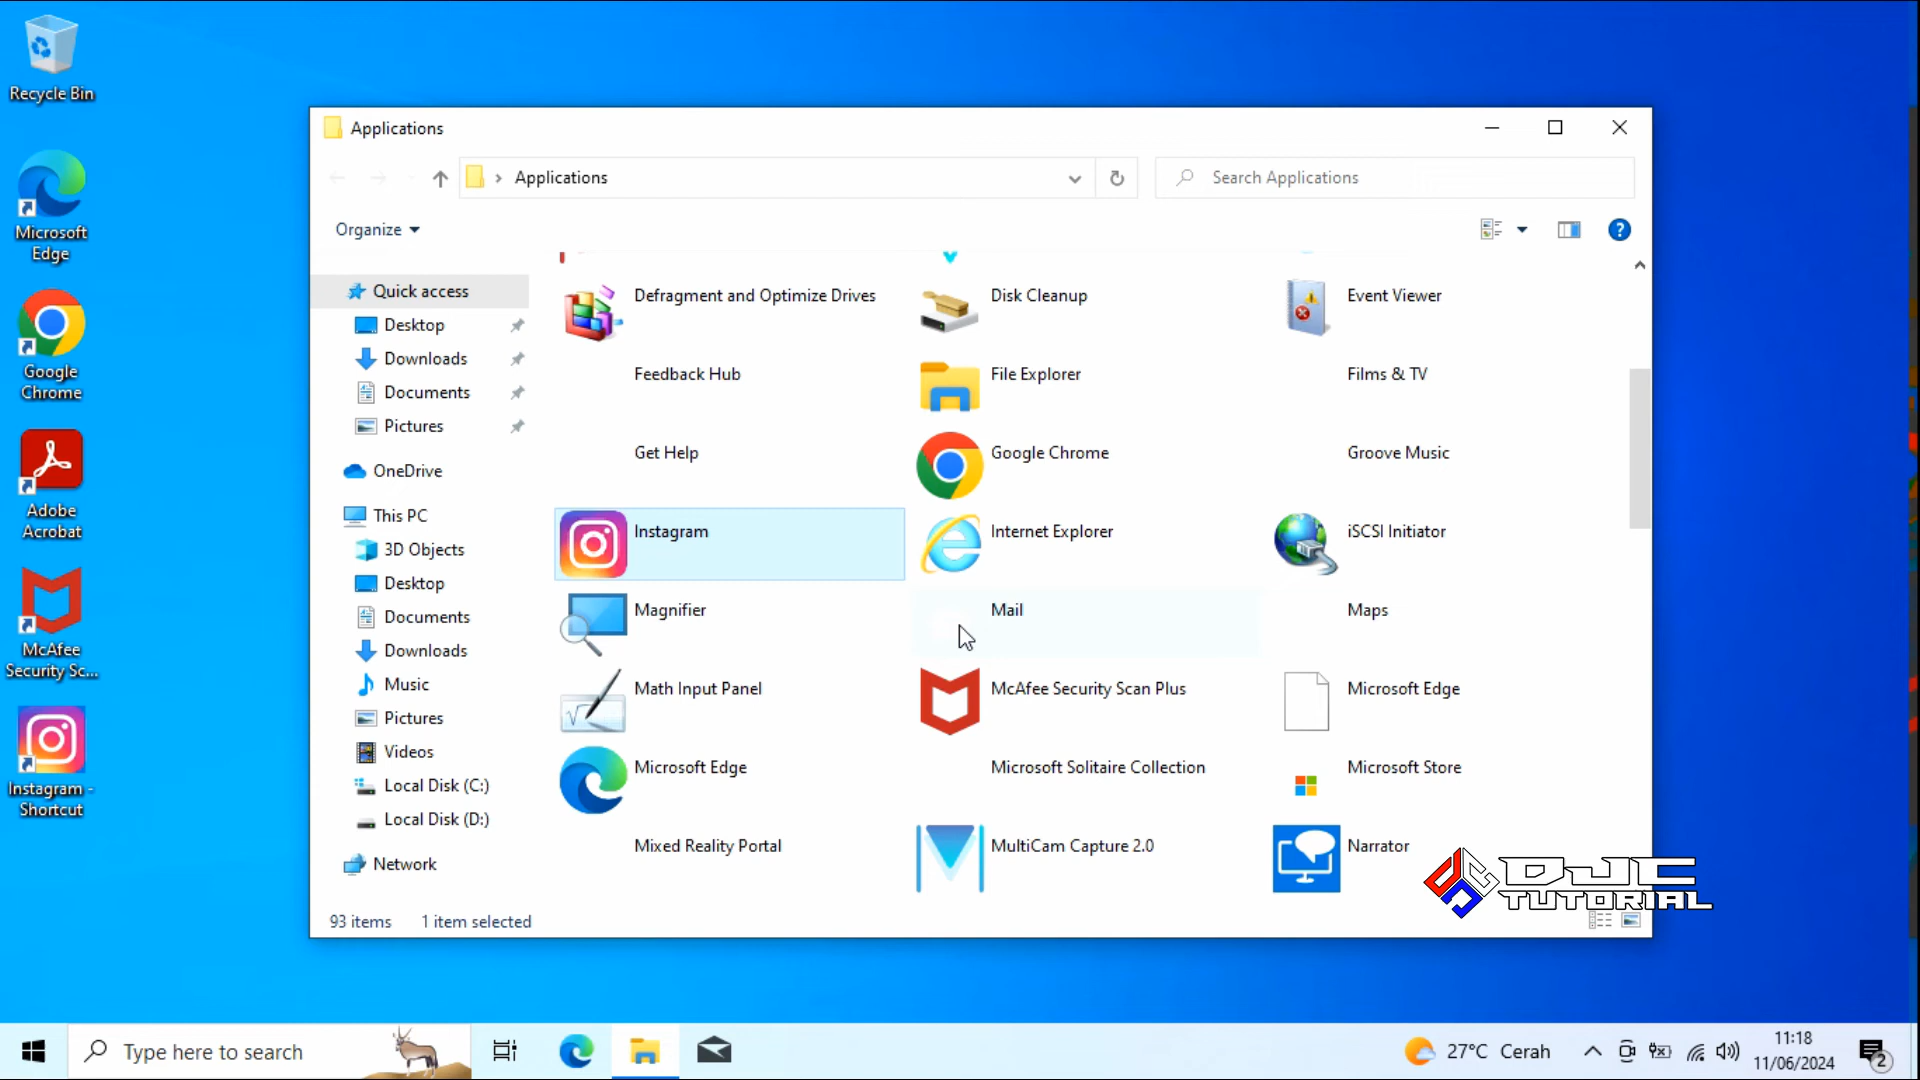 Recycle Bin
Microsoft
Edge
Google
Chrome
Adobe
Acrobat
McAfee
Security Sc...
Instagram -
Shortcut
Applications
Applications
Search Applications
Organize
Quick access
Desktop
Downloads
Documents
Pictures
OneDrive
This PC
3D Objects
Desktop
Documents
Downloads
Music
Pictures
Videos
Local Disk (C:)
Local Disk (D:)
Network
Defragment and Optimize Drives
Disk Cleanup
Event Viewer
Feedback Hub
File Explorer
Films & TV
Get Help
Google Chrome
Groove Music
Instagram
Internet Explorer
iSCSI Initiator
Magnifier
Mail
Maps
Math Input Panel
McAfee Security Scan Plus
Microsoft Edge
Microsoft Edge
Microsoft Solitaire Collection
Microsoft Store
Mixed Reality Portal
MultiCam Capture 2.0
Narrator
DJC
TUTORIAL
93 items 1 item selected
Type here to search
27°C Cerah
11:18
11/06/2024
2